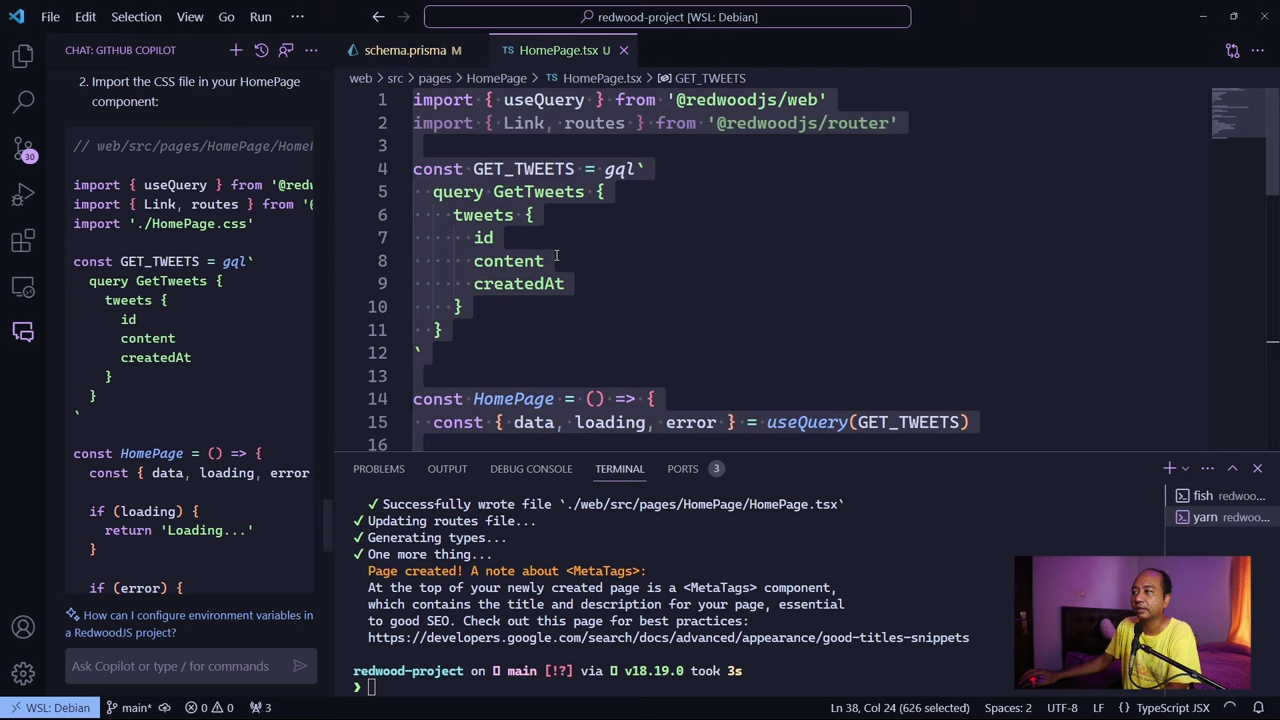 File Edit Selection View Go Run ···
redwood-project [WSL: Debian]
CHAT: GITHUB COPILOT
2. Import the CSS file in your HomePage
component:
// web/src/pages/HomePage/Home
import { useQuery } from '@redw
import { Link, routes } from '@
import './HomePage.css'
const GET_TWEETS = gql`
query GetTweets {
tweets {
id
content
createdAt
}
}
`
const HomePage = () => {
const { data, loading, error
if (loading) {
return 'Loading...'
}
if (error) {
How can I configure environment variables in
a RedwoodJS project?
Ask Copilot or type / for commands
30
schema.prisma M
HomePage.tsx U
web > src > pages > HomePage > HomePage.tsx > GET_TWEETS
1 import { useQuery } from '@redwoodjs/web'
2 import { Link, routes } from '@redwoodjs/router'
3
4 const GET_TWEETS = gql`
5 query GetTweets {
6 tweets {
7 id
8 content
9 createdAt
10 }
11 }
12 `
13
14 const HomePage = () => {
15 const { data, loading, error } = useQuery(GET_TWEETS)
16
PROBLEMS OUTPUT DEBUG CONSOLE TERMINAL PORTS 3
✓ Successfully wrote file `./web/src/pages/HomePage/HomePage.tsx`
✓ Updating routes file...
✓ Generating types...
✓ One more thing...
Page created! A note about <MetaTags>:
At the top of your newly created page is a <MetaTags> component,
which contains the title and description for your page, essential
to good SEO. Check out this page for best practices:
https://developers.google.com/search/docs/advanced/appearance/good-titles-snippets
redwood-project on main [!?] via v18.19.0 took 3s
❯
fish redwoo...
yarn redwoo...
WSL: Debian main* 0 0 3
Ln 38, Col 24 (626 selected) Spaces: 2 UTF-8 LF {} TypeScript JSX